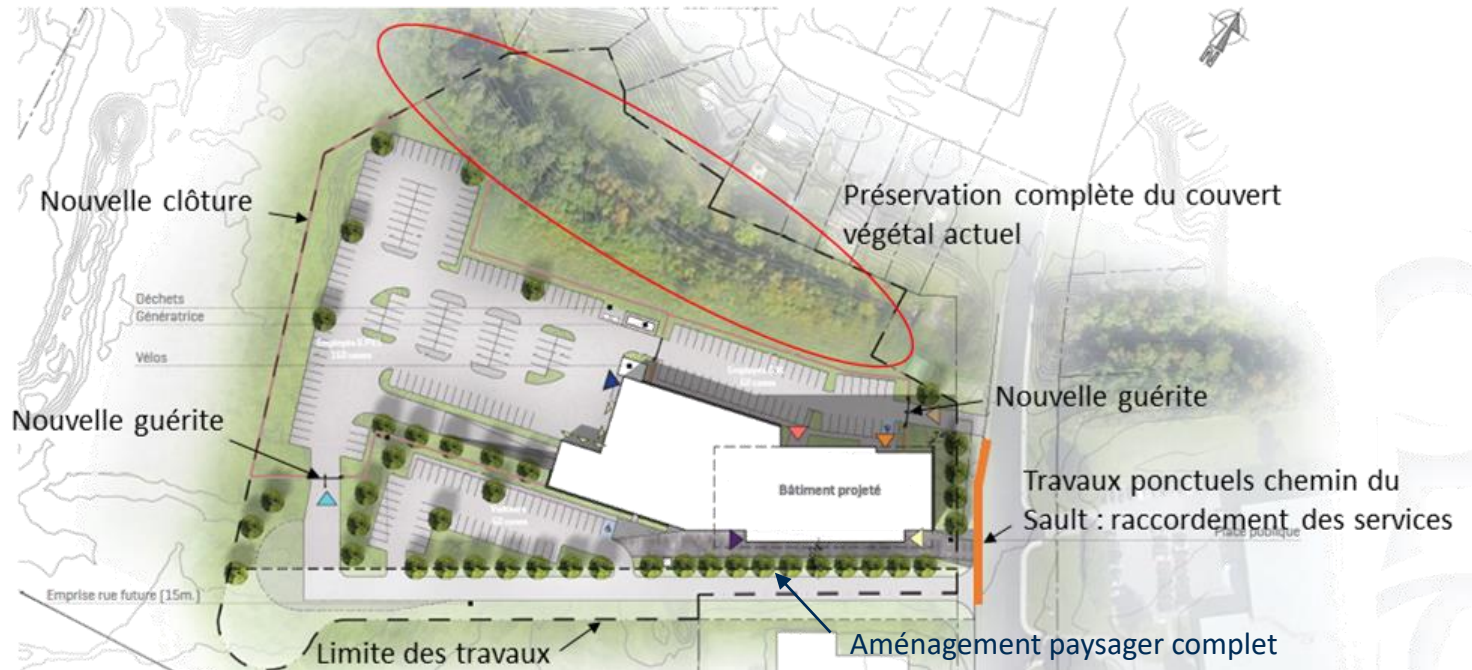 Nouvelle clôture
Préservation complète du couvert
végétal actuel
Déchets
Génératrice
Vélos
Nouvelle guérite
Nouvelle guérite
Bâtiment projeté
Travaux ponctuels chemin du
Sault : raccordement des services
Place publique
Emprise rue future (15m.)
Limite des travaux
Aménagement paysager complet